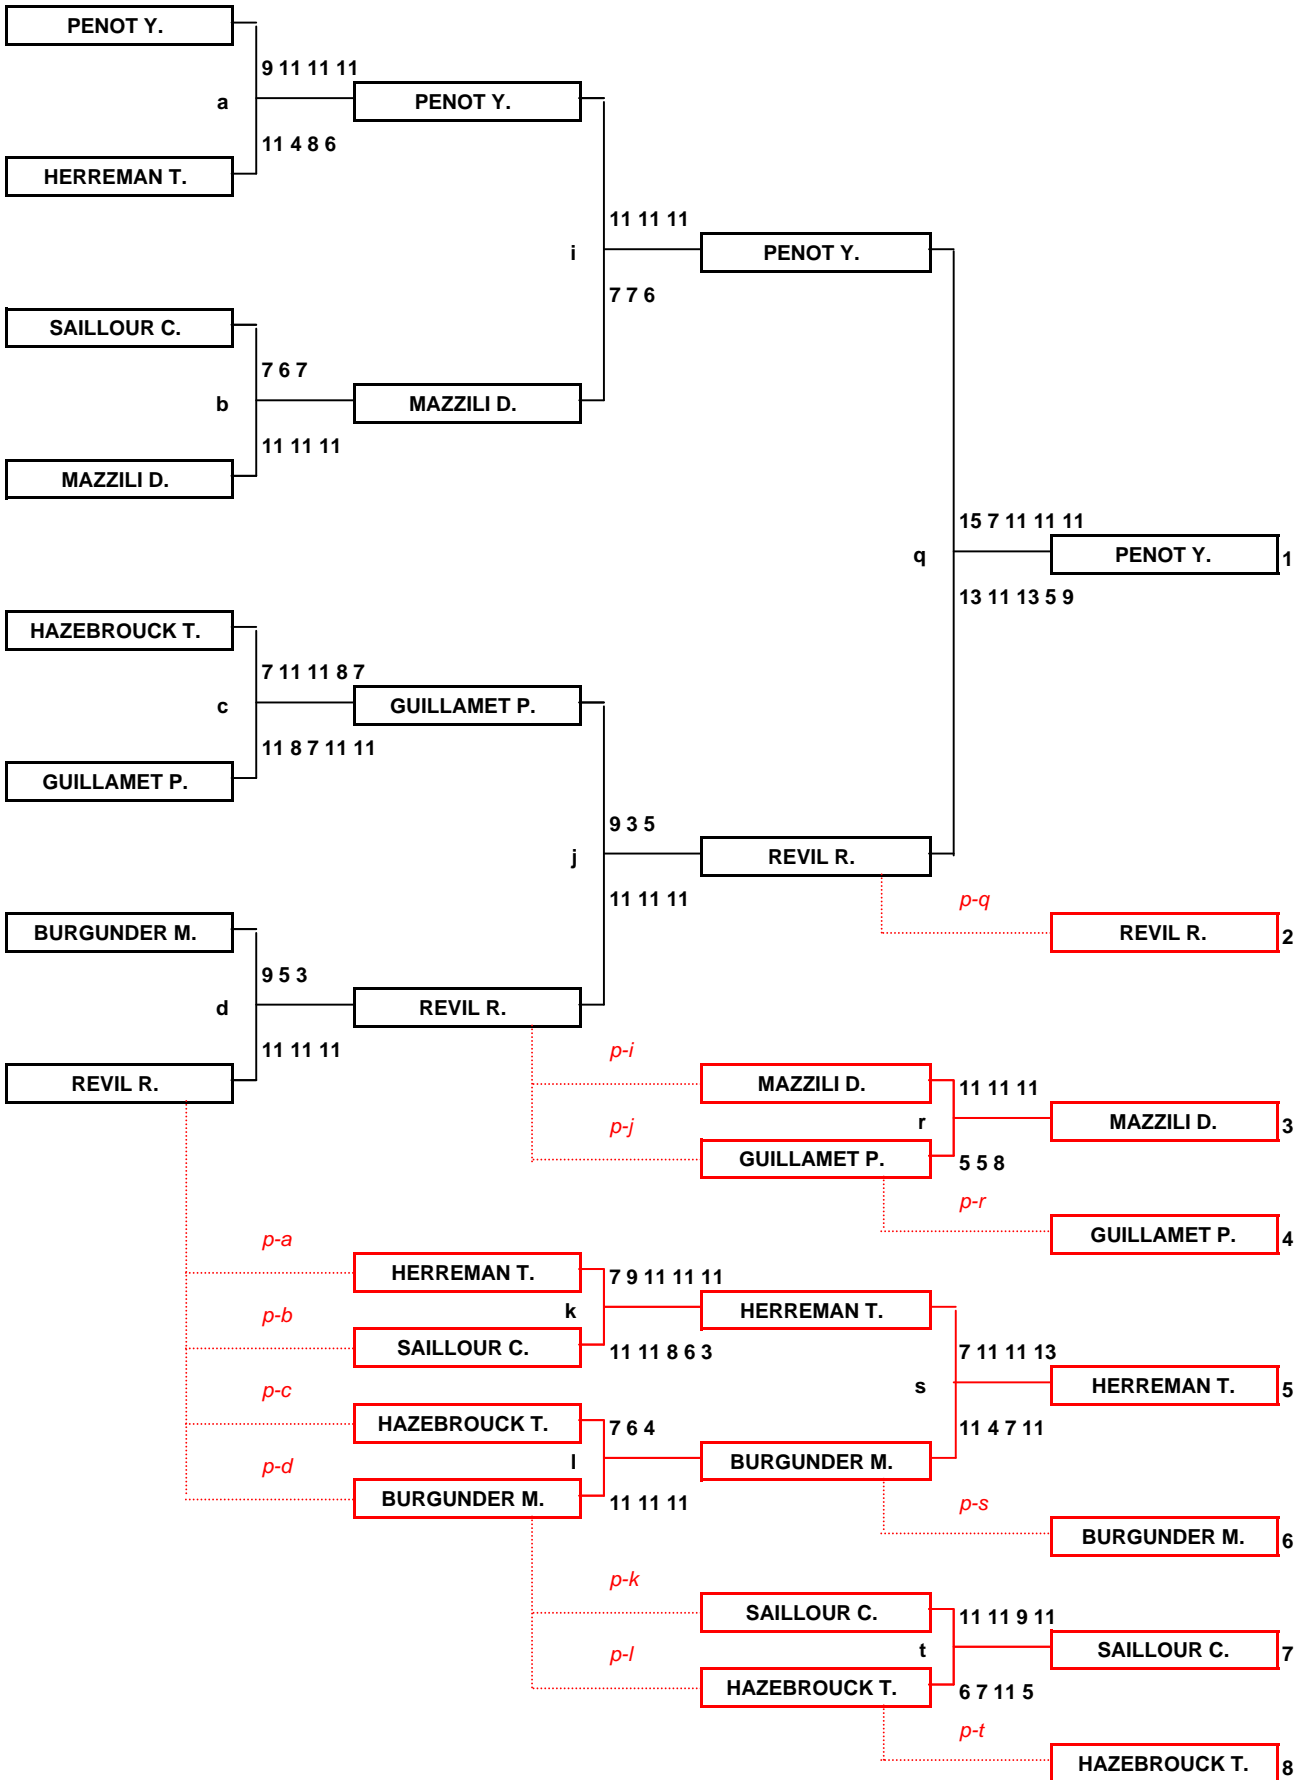 PENOT Y.
9 11 11 11
a
PENOT Y.
11 4 8 6
HERREMAN T.
11 11 11
i
PENOT Y.
7 7 6
SAILLOUR C.
7 6 7
b
MAZZILI D.
11 11 11
MAZZILI D.
15 7 11 11 11
q
PENOT Y.
1
13 11 13 5 9
HAZEBROUCK T.
7 11 11 8 7
c
GUILLAMET P.
11 8 7 11 11
GUILLAMET P.
9 3 5
j
REVIL R.
11 11 11
p-q
REVIL R.
2
BURGUNDER M.
9 5 3
d
REVIL R.
11 11 11
REVIL R.
p-i
MAZZILI D.
11 11 11
p-j
r
MAZZILI D.
3
GUILLAMET P.
5 5 8
p-r
GUILLAMET P.
4
p-a
HERREMAN T.
7 9 11 11 11
p-b
k
HERREMAN T.
SAILLOUR C.
11 11 8 6 3
7 11 11 13
p-c
s
HERREMAN T.
5
HAZEBROUCK T.
7 6 4
11 4 7 11
p-d
l
BURGUNDER M.
BURGUNDER M.
11 11 11
p-s
BURGUNDER M.
6
p-k
SAILLOUR C.
11 11 9 11
p-l
t
SAILLOUR C.
7
HAZEBROUCK T.
6 7 11 5
p-t
HAZEBROUCK T.
8